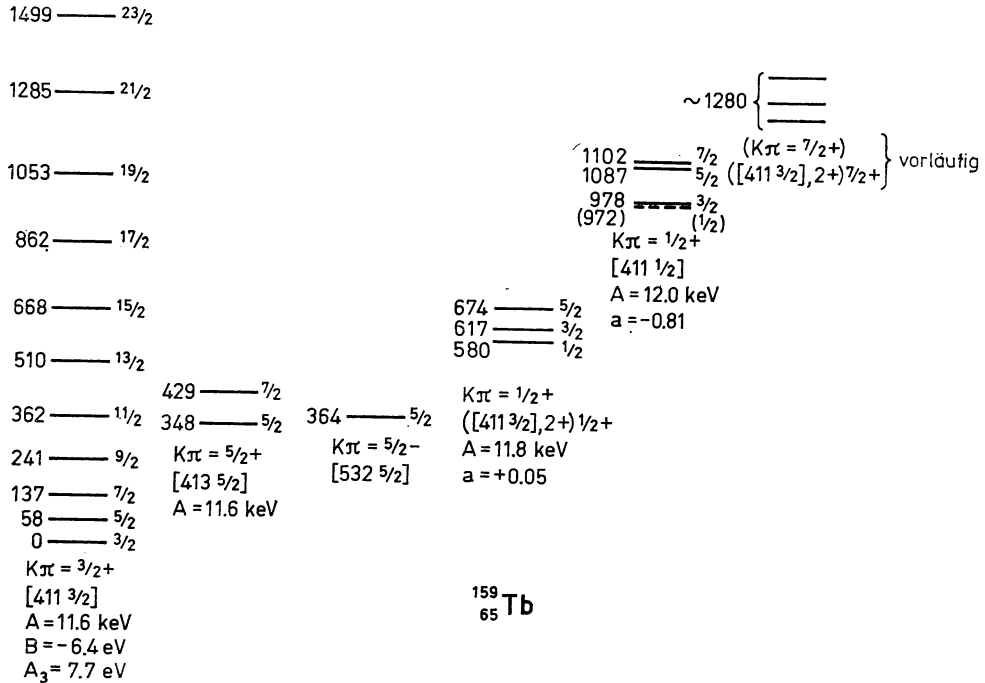 1499 23/2
1285 21/2
1053 19/2
862 17/2
668 15/2
510 13/2
362 11/2
241 9/2
137 7/2
58 5/2
0 3/2
Kπ = 3/2+
[411 3/2]
A = 11.6 keV
B = -6.4 eV
A₃ = 7.7 eV
429 7/2
348 5/2
Kπ = 5/2+
[413 5/2]
A = 11.6 keV
364 5/2
Kπ = 5/2-
[532 5/2]
674 5/2
617 3/2
580 1/2
Kπ = 1/2+
([411 3/2],2+) 1/2+
A = 11.8 keV
a = +0.05
1102 7/2
1087 5/2
978 3/2
(972) (1/2)
Kπ = 1/2+
[411 1/2]
A = 12.0 keV
a = -0.81
~1280
(Kπ = 7/2+)
([411 3/2],2+) 7/2+
vorläufig
¹⁵⁹₆₅Tb